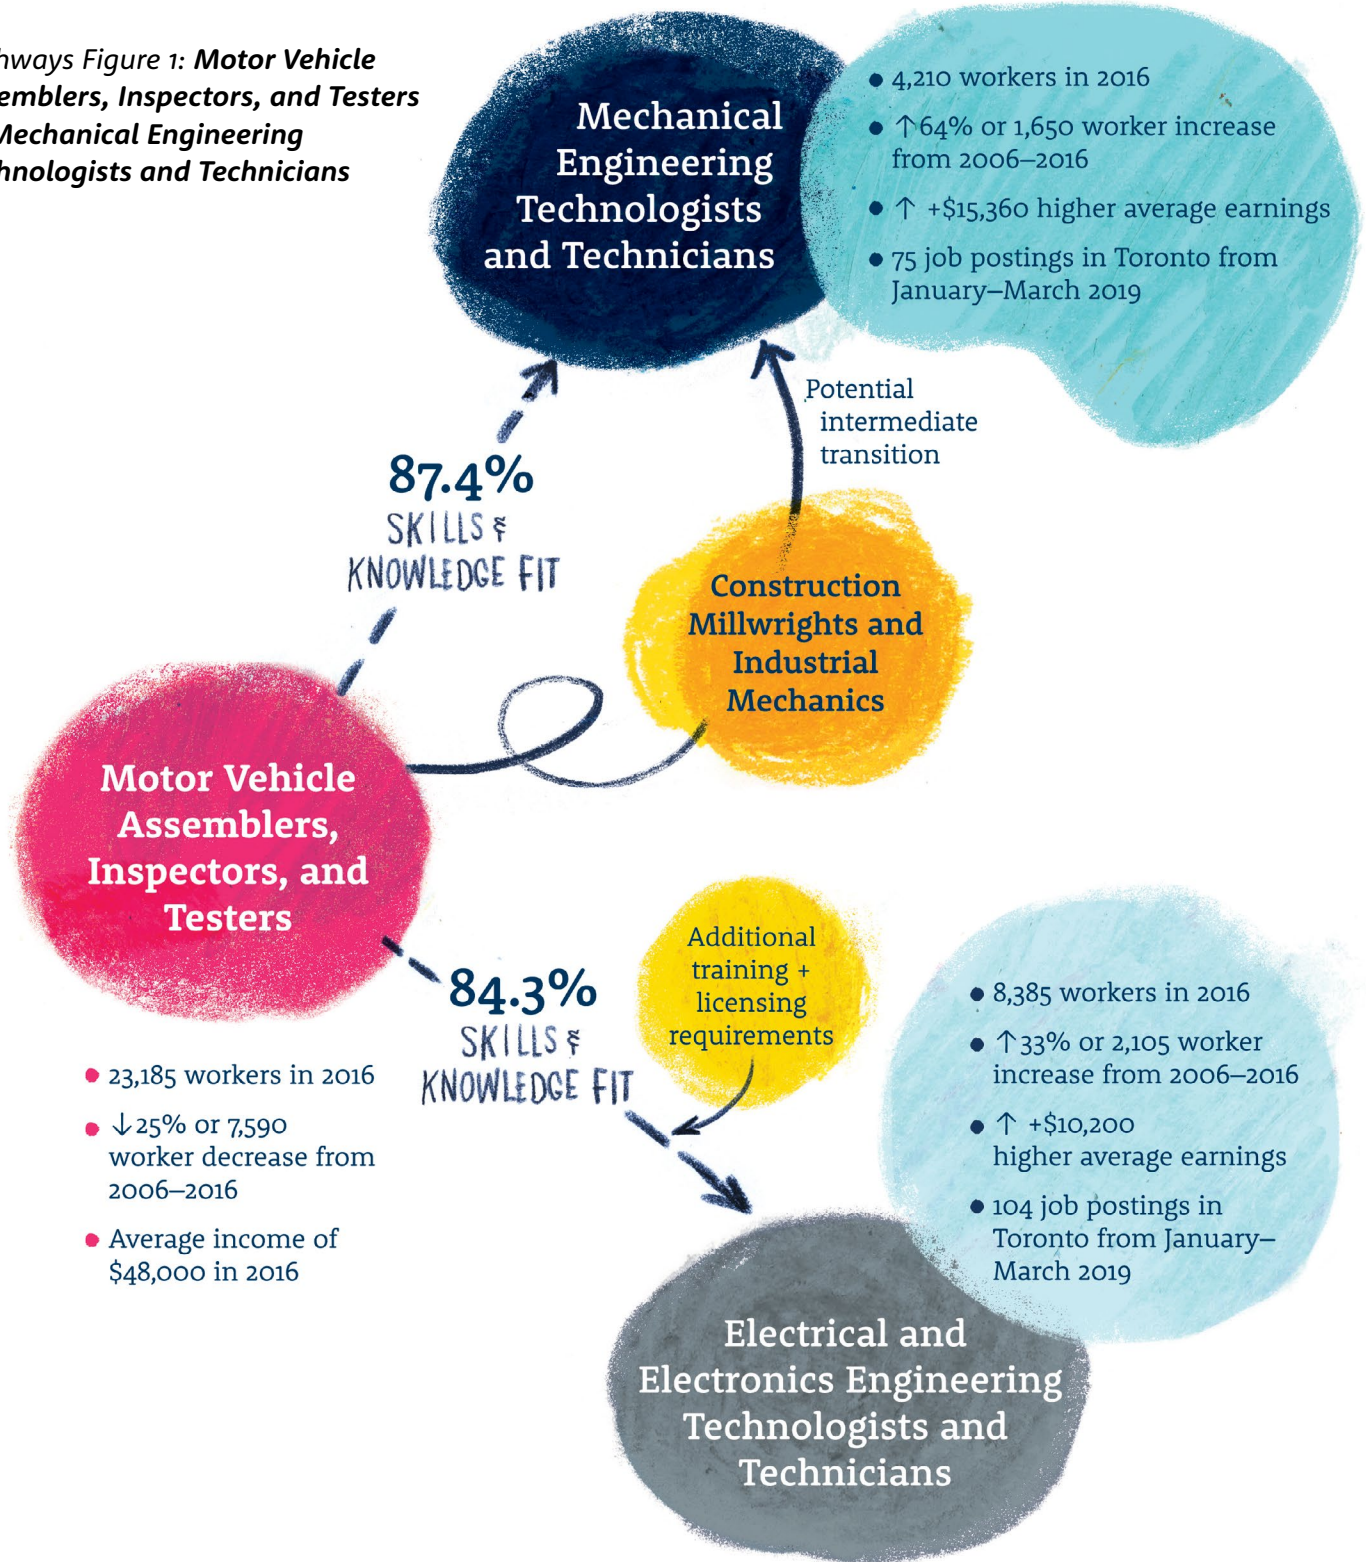 hways Figure 1: Motor Vehicle
emblers, Inspectors, and Testers
Mechanical Engineering
hnologists and Technicians
Mechanical
Engineering
Technologists
and Technicians
• 4,210 workers in 2016
• ↑64% or 1,650 worker increase
from 2006–2016
• ↑ +$15,360 higher average earnings
• 75 job postings in Toronto from
January–March 2019
Potential
intermediate
transition
87.4%
SKILLS &
KNOWLEDGE FIT
Construction
Millwrights and
Industrial
Mechanics
Motor Vehicle
Assemblers,
Inspectors, and
Testers
• 23,185 workers in 2016
• ↓25% or 7,590
worker decrease from
2006–2016
• Average income of
$48,000 in 2016
84.3%
SKILLS &
KNOWLEDGE FIT
Additional
training +
licensing
requirements
• 8,385 workers in 2016
• ↑33% or 2,105 worker
increase from 2006–2016
• ↑ +$10,200
higher average earnings
• 104 job postings in
Toronto from January–
March 2019
Electrical and
Electronics Engineering
Technologists and
Technicians